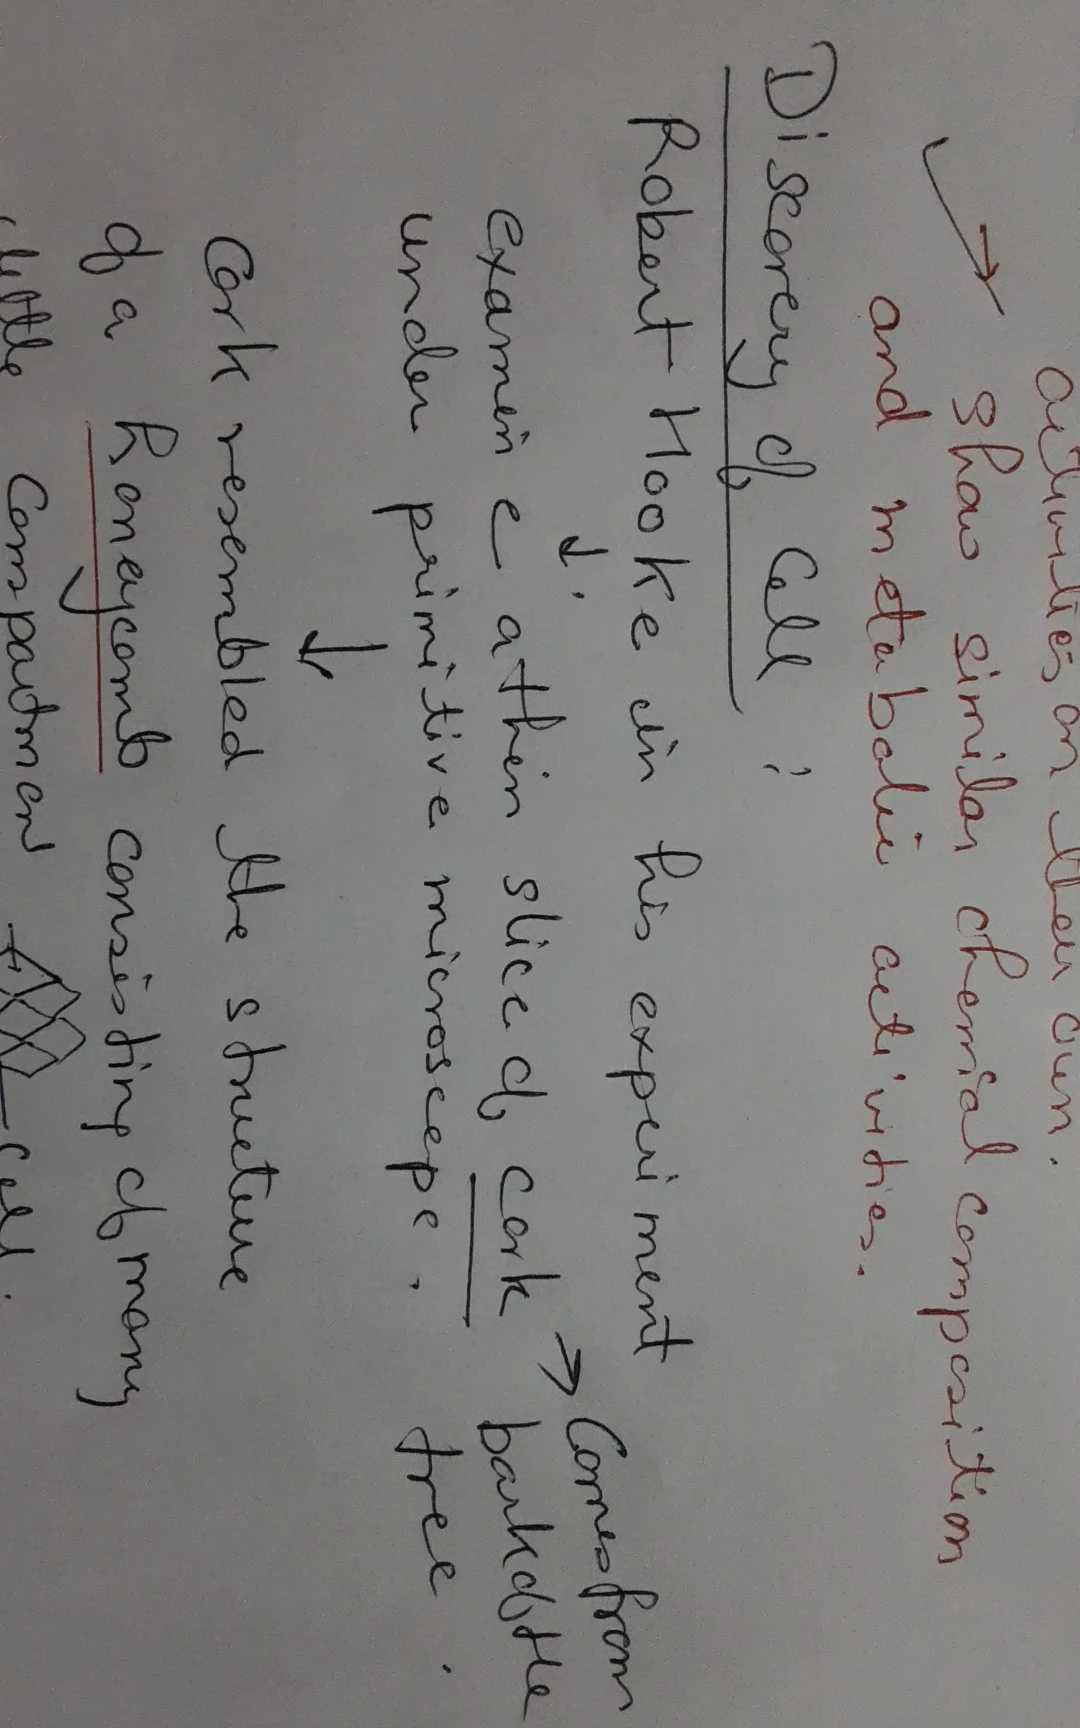 activities on their own.
→ show similar chemical composition
and metabolic activities.
Discovery of Cell :
Robert Hooke in his experiment
↓
examine a thin slice of cork → Comes from
bark of the
tree.
under primitive microscope.
↓
Cork resembled the structure
of a honeycomb consisting of many
little compartment
Cell.